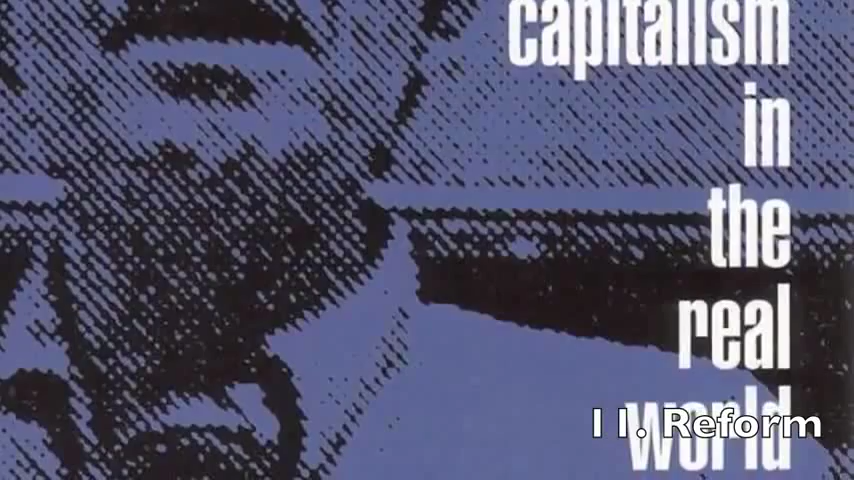 capitalism
in
the
real
world
11. Reform